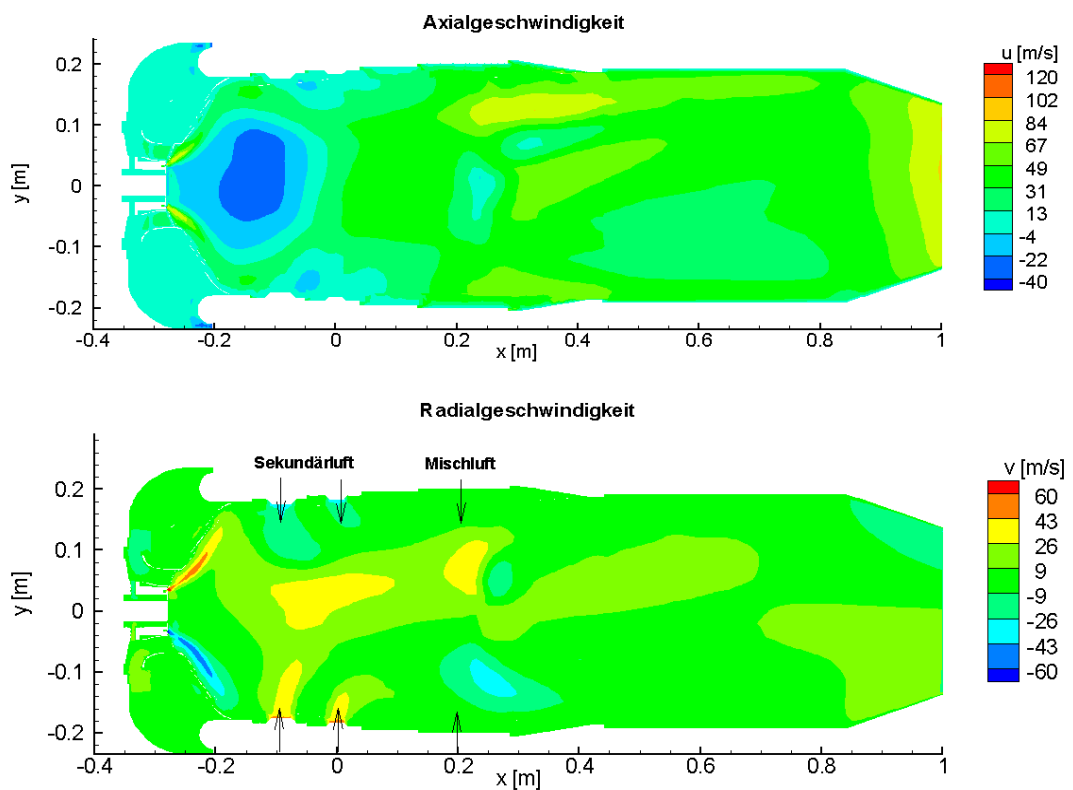 Axialgeschwindigkeit
u [m/s]
120
102
84
67
49
31
13
-4
-22
-40
y [m]
0.2
0.1
0
-0.1
-0.2
-0.4 -0.2 0 0.2 0.4 0.6 0.8 1
x [m]
Radialgeschwindigkeit
Sekundärluft Mischluft
v [m/s]
60
43
26
9
-9
-26
-43
-60
y [m]
0.2
0.1
0
-0.1
-0.2
-0.4 -0.2 0 0.2 0.4 0.6 0.8 1
x [m]